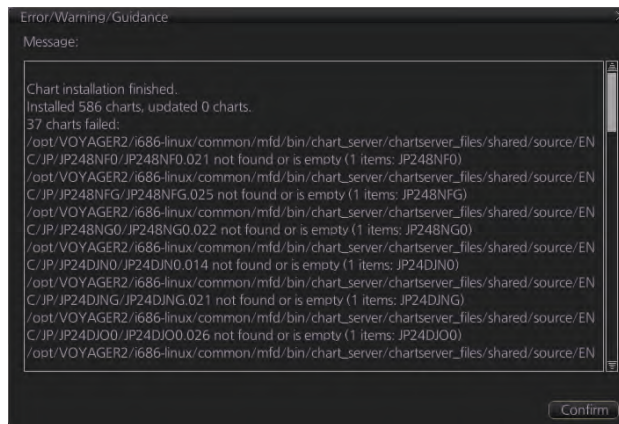 Error/Warning/Guidance
Message:
Chart installation finished.
Installed 586 charts, updated 0 charts.
37 charts failed:
/opt/VOYAGER2/i686-linux/common/mfd/bin/chart_server/chartserver_files/shared/source/EN
C/JP/JP248NF0/JP248NF0.021 not found or is empty (1 items: JP248NF0)
/opt/VOYAGER2/i686-linux/common/mfd/bin/chart_server/chartserver_files/shared/source/EN
C/JP/JP248NFG/JP248NFG.025 not found or is empty (1 items: JP248NFG)
/opt/VOYAGER2/i686-linux/common/mfd/bin/chart_server/chartserver_files/shared/source/EN
C/JP/JP248NG0/JP248NG0.022 not found or is empty (1 items: JP248NG0)
/opt/VOYAGER2/i686-linux/common/mfd/bin/chart_server/chartserver_files/shared/source/EN
C/JP/JP24DJN0/JP24DJN0.014 not found or is empty (1 items: JP24DJN0)
/opt/VOYAGER2/i686-linux/common/mfd/bin/chart_server/chartserver_files/shared/source/EN
C/JP/JP24DJNG/JP24DJNG.021 not found or is empty (1 items: JP24DJNG)
/opt/VOYAGER2/i686-linux/common/mfd/bin/chart_server/chartserver_files/shared/source/EN
C/JP/JP24DJO0/JP24DJO0.026 not found or is empty (1 items: JP24DJO0)
/opt/VOYAGER2/i686-linux/common/mfd/bin/chart_server/chartserver_files/shared/source/EN
Confirm